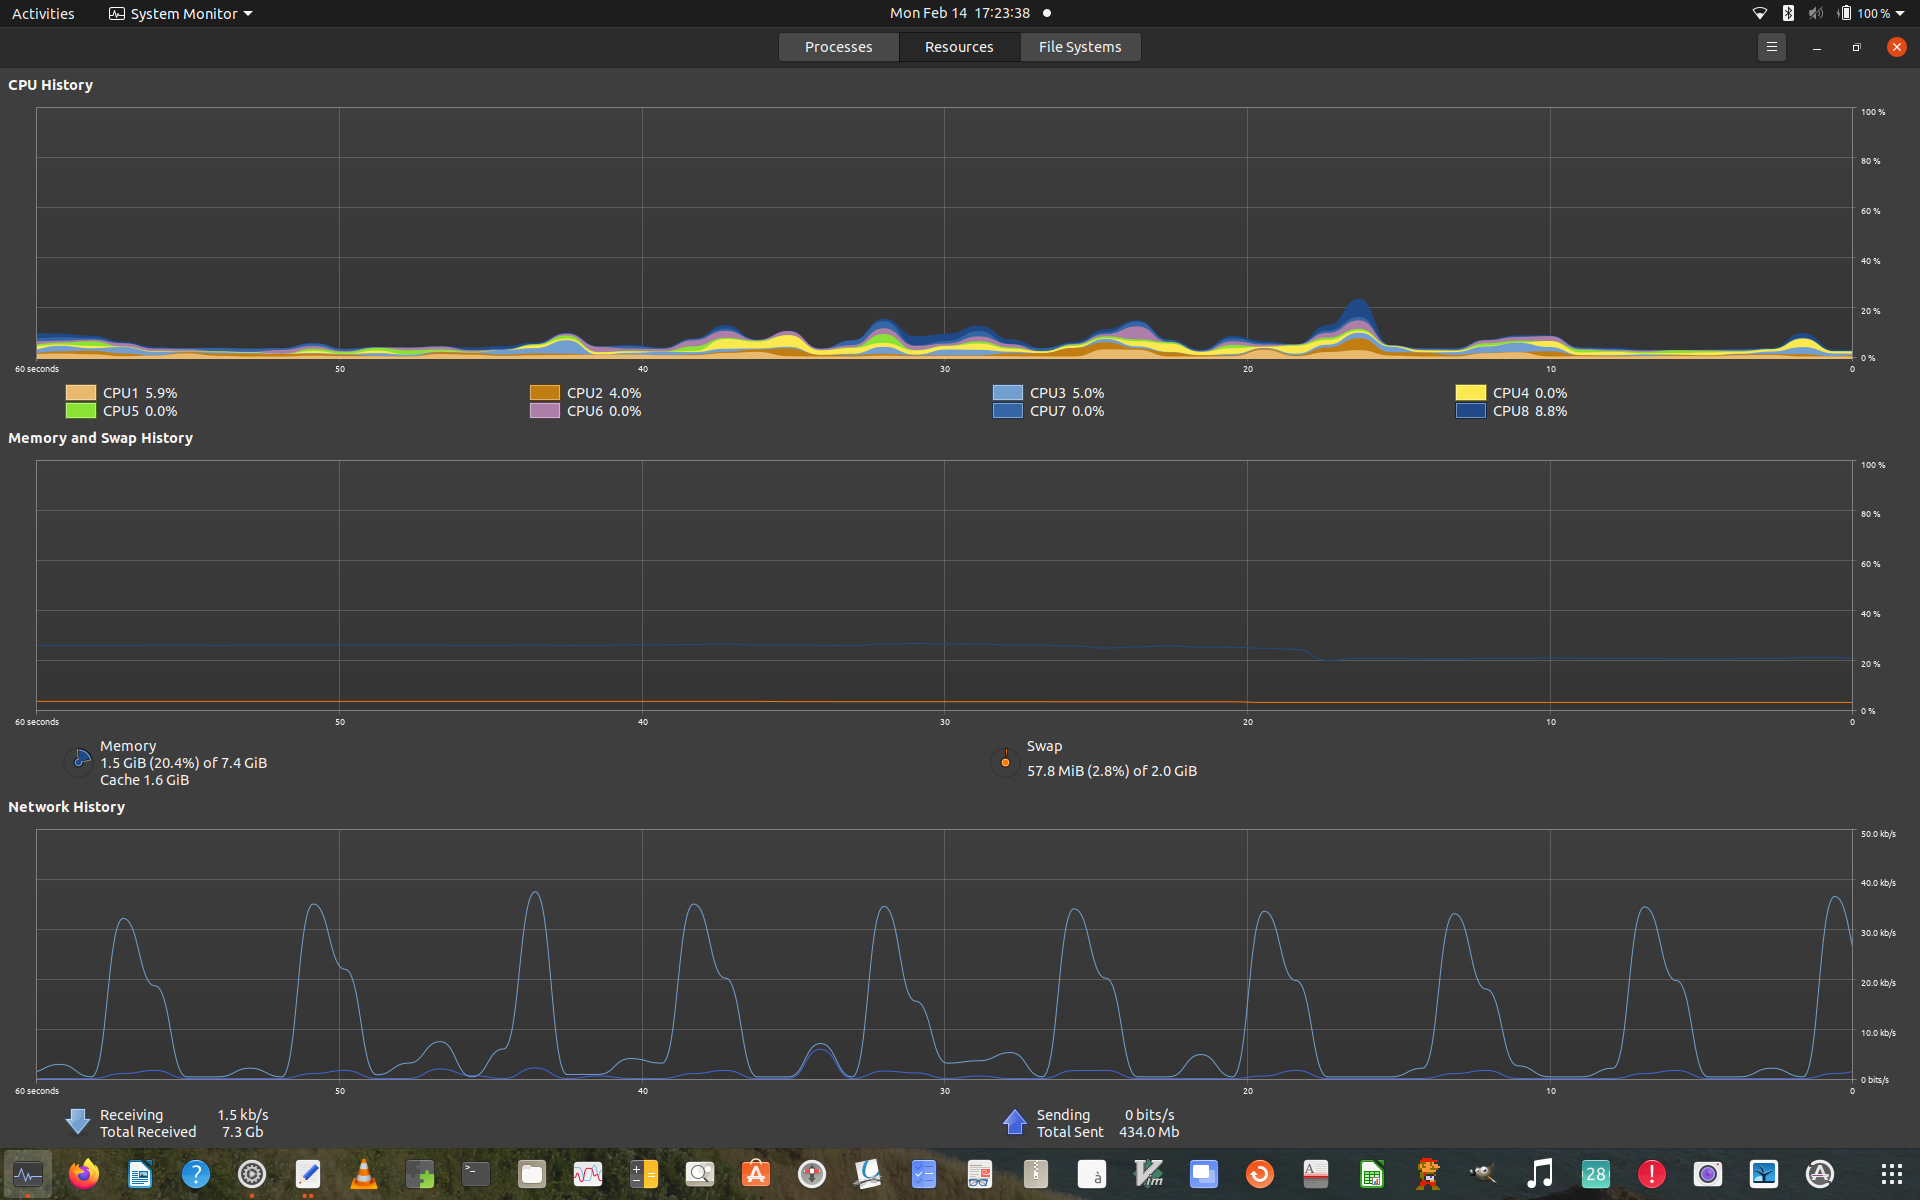 Activities System Monitor Mon Feb 14 17:23:38 100 %
Processes Resources File Systems
CPU History
100 %
80 %
60 %
40 %
20 %
0 %
60 seconds 50 40 30 20 10 0
CPU1 5.9% CPU2 4.0% CPU3 5.0% CPU4 0.0%
CPU5 0.0% CPU6 0.0% CPU7 0.0% CPU8 8.8%
Memory and Swap History
100 %
80 %
60 %
40 %
20 %
0 %
60 seconds 50 40 30 20 10 0
Memory
1.5 GiB (20.4%) of 7.4 GiB
Cache 1.6 GiB
Swap
57.8 MiB (2.8%) of 2.0 GiB
Network History
50.0 kb/s
40.0 kb/s
30.0 kb/s
20.0 kb/s
10.0 kb/s
0 bits/s
60 seconds 50 40 30 20 10 0
Receiving 1.5 kb/s
Total Received 7.3 Gb
Sending 0 bits/s
Total Sent 434.0 Mb
? >_ à Vim A 28 !